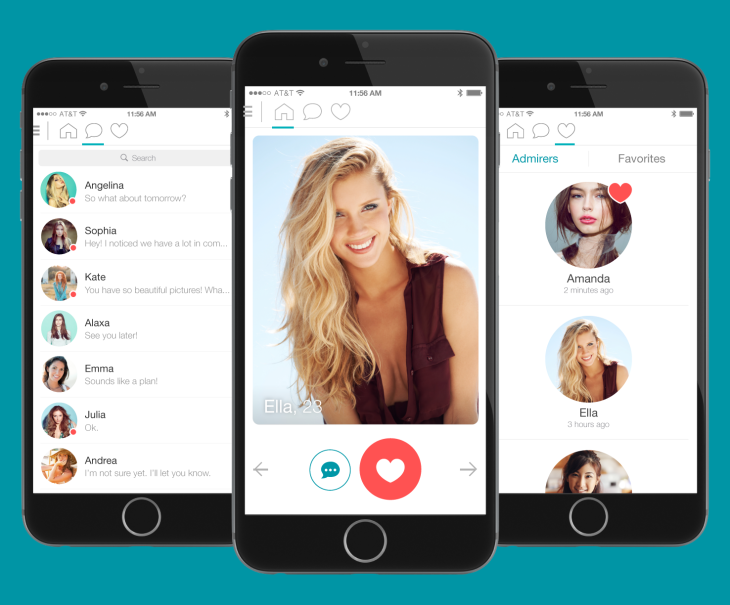 AT&T
11:56 AM
Search
Angelina
So what about tomorrow?
Sophia
Hey! I noticed we have a lot in com...
Kate
You have so beautiful pictures! Wha...
Alaxa
See you later!
Emma
Sounds like a plan!
Julia
Ok.
Andrea
I'm not sure yet. I'll let you know.
AT&T
11:56 AM
Ella, 23
AT&T
11:56 AM
Admirers
Favorites
Amanda
2 minutes ago
Ella
3 hours ago